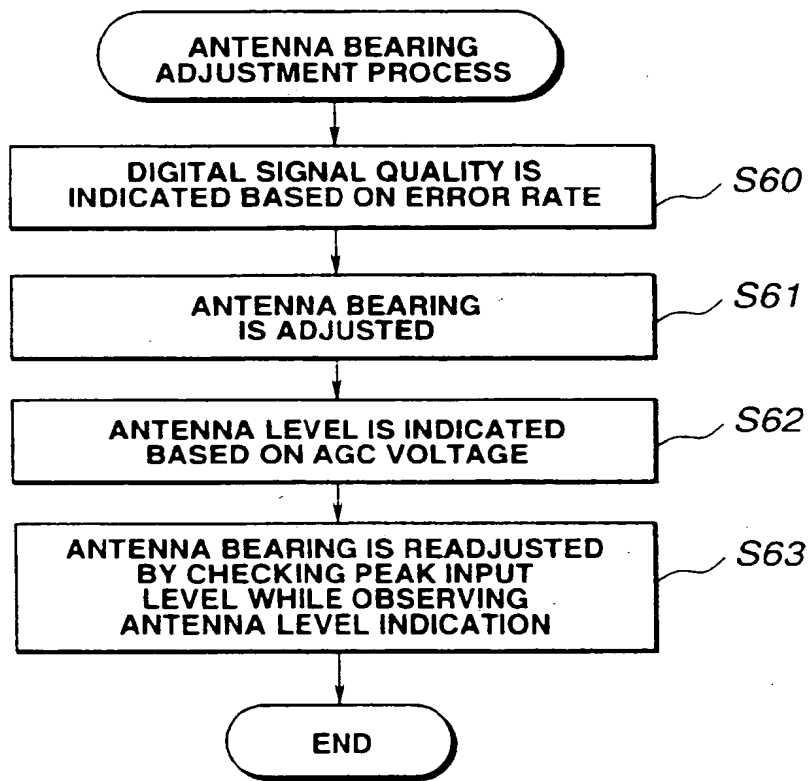 ANTENNA BEARING
ADJUSTMENT PROCESS
DIGITAL SIGNAL QUALITY IS
INDICATED BASED ON ERROR RATE
S60
ANTENNA BEARING
IS ADJUSTED
S61
ANTENNA LEVEL IS INDICATED
BASED ON AGC VOLTAGE
S62
ANTENNA BEARING IS READJUSTED
BY CHECKING PEAK INPUT
LEVEL WHILE OBSERVING
ANTENNA LEVEL INDICATION
S63
END